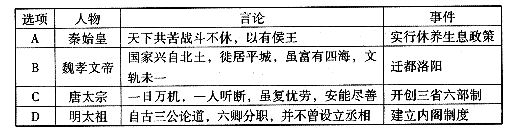 选项 人物 言论 事件
A 秦始皇 天下共苦战斗不休，以有侯王 实行休养生息政策
B 魏孝文帝 国家兴自北土，徙居平城，虽富有四海，文
轨未一 迁都洛阳
C 唐太宗 一日万机，一人听断，虽复忧劳，安能尽善 开创三省六部制
D 明太祖 自古三公论道，六卿分职，并不曾设立丞相 建立内阁制度